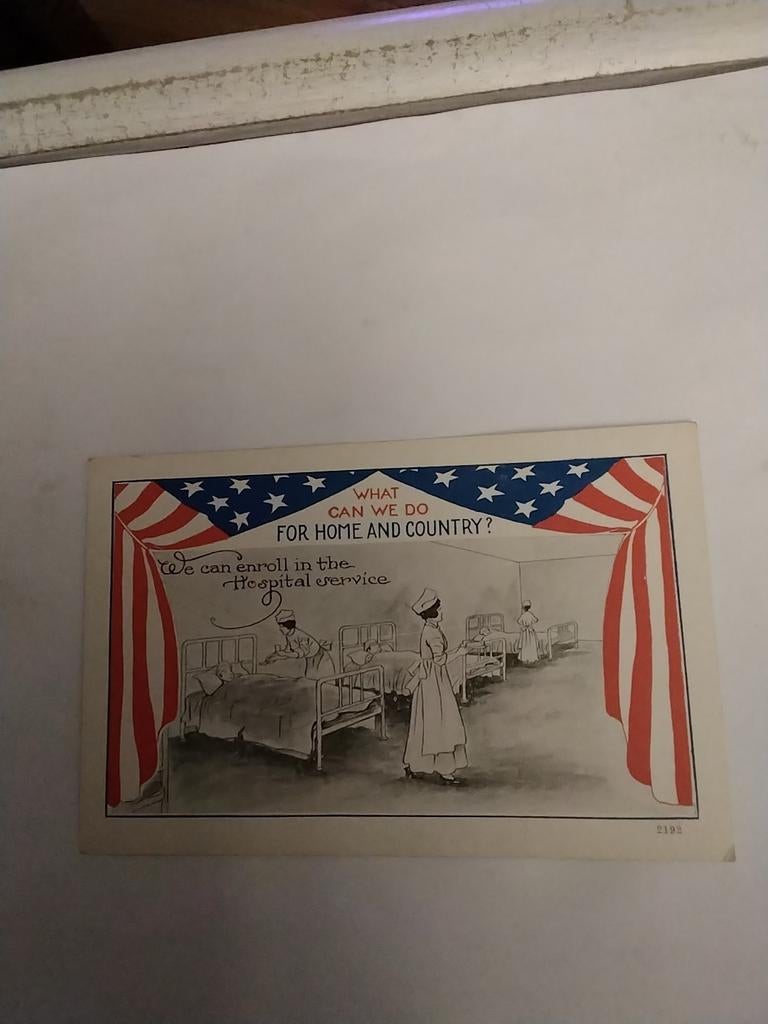 WHAT
CAN WE DO
FOR HOME AND COUNTRY?
We can enroll in the
Hospital service
2192